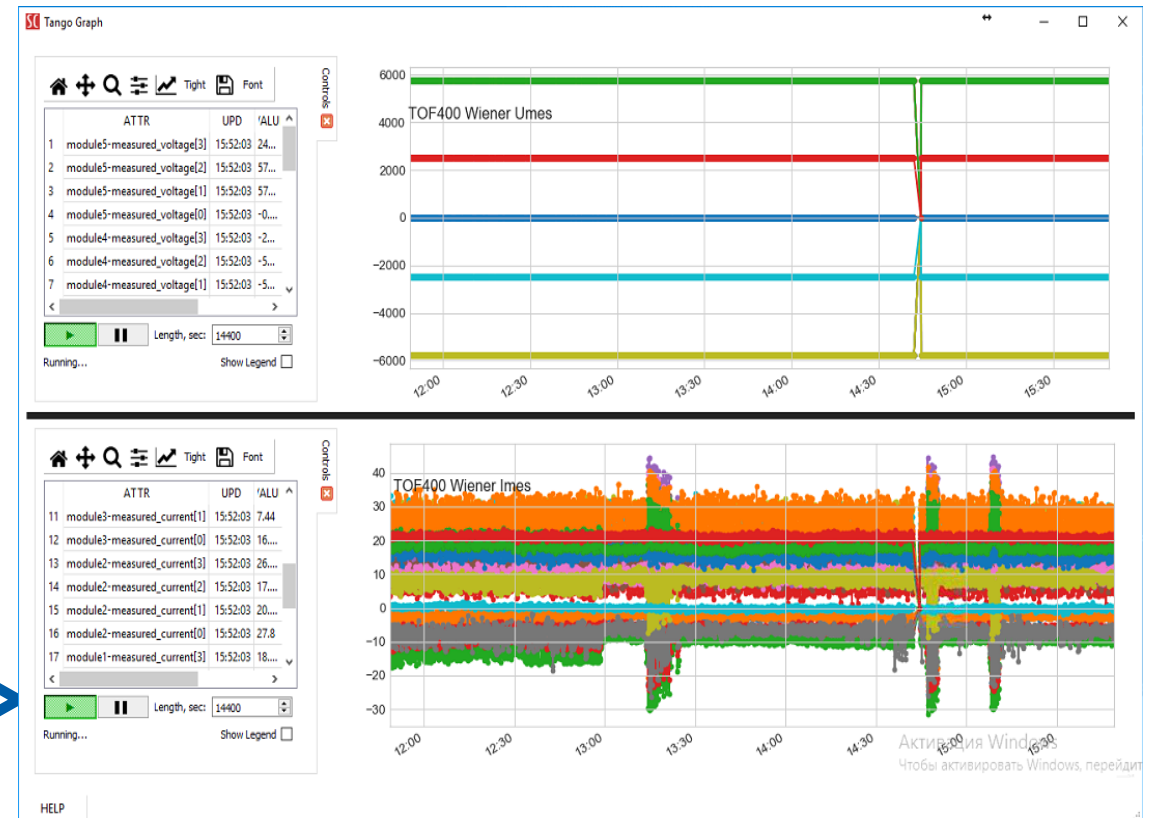 Tango Graph
Tight Font
Controls
ATTR UPD 'ALU
1 module5-measured_voltage[3] 15:52:03 24...
2 module5-measured_voltage[2] 15:52:03 57...
3 module5-measured_voltage[1] 15:52:03 57...
4 module5-measured_voltage[0] 15:52:03 -0....
5 module4-measured_voltage[3] 15:52:03 -2...
6 module4-measured_voltage[2] 15:52:03 -5...
7 module4-measured_voltage[1] 15:52:03 -5...
Length, sec: 14400
Running... Show Legend
TOF400 Wiener Umes
6000
4000
2000
0
−2000
−4000
−6000
12:00 12:30 13:00 13:30 14:00 14:30 15:00 15:30
Tight Font
Controls
ATTR UPD 'ALU
11 module3-measured_current[1] 15:52:03 7.44
12 module3-measured_current[0] 15:52:03 16....
13 module2-measured_current[3] 15:52:03 26....
14 module2-measured_current[2] 15:52:03 17....
15 module2-measured_current[1] 15:52:03 20....
16 module2-measured_current[0] 15:52:03 27.8
17 module1-measured_current[3] 15:52:03 18....
Length, sec: 14400
Running... Show Legend
TOF400 Wiener Imes
40
30
20
10
0
−10
−20
−30
12:00 12:30 13:00 13:30 14:00 14:30 15:00 15:30
Активация Windows
Чтобы активировать Windows, перейдит
HELP